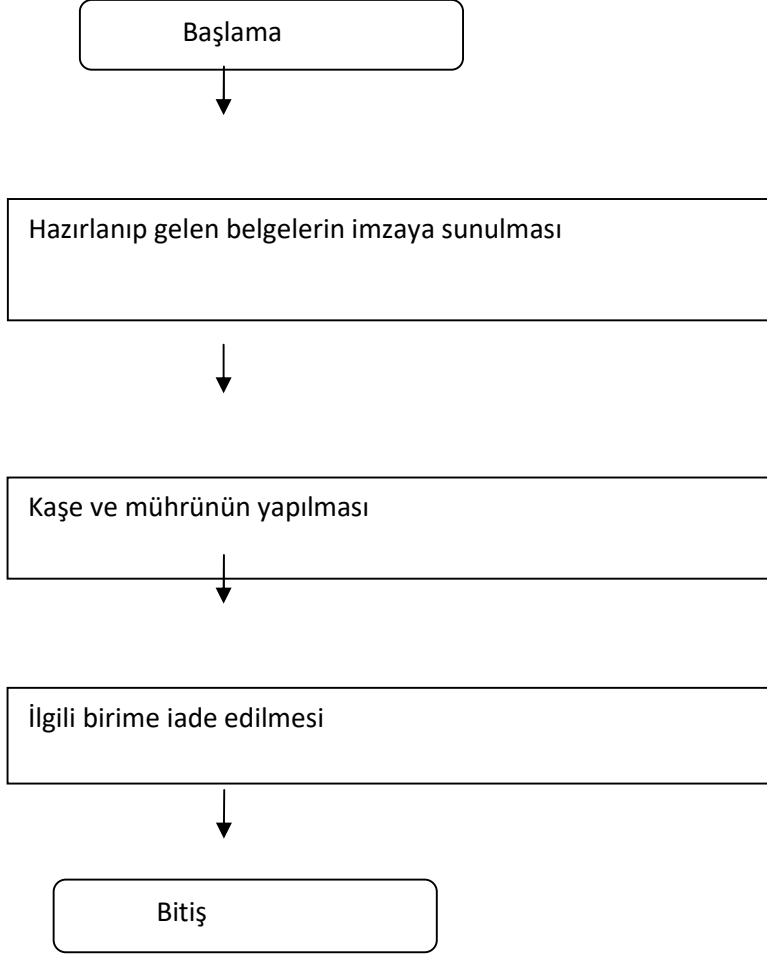 Başlama
Hazırlanıp gelen belgelerin imzaya sunulması
Kaşe ve mührünün yapılması
İlgili birime iade edilmesi
Bitiş